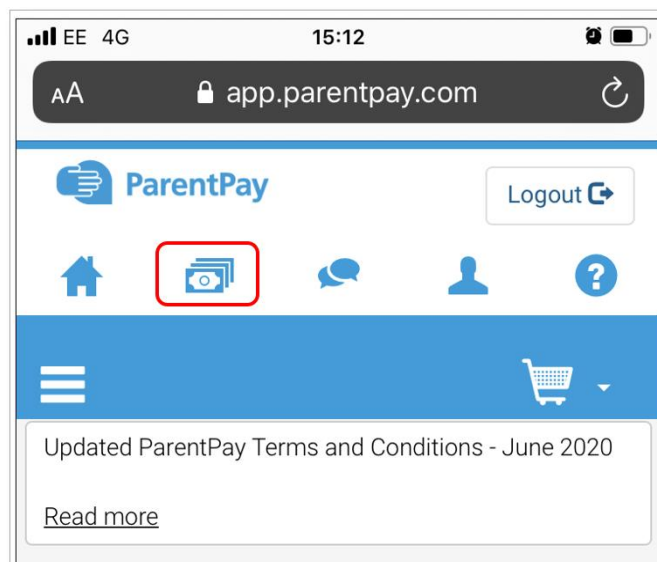 EE 4G 15:12
AA app.parentpay.com
ParentPay
Logout
?
Updated ParentPay Terms and Conditions - June 2020
Read more